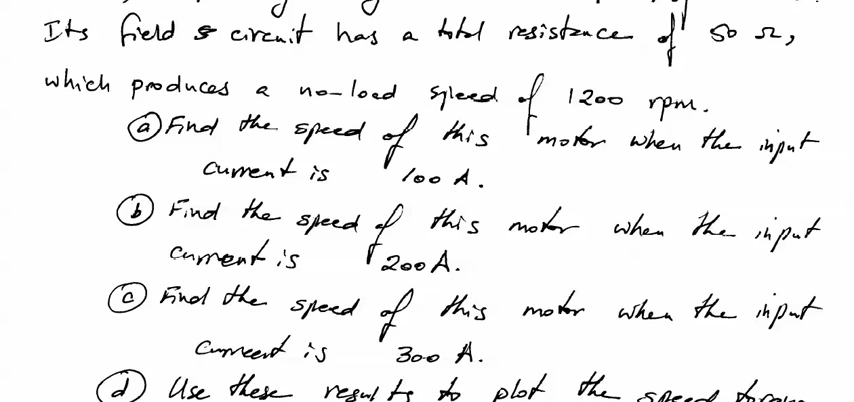 Its field circuit has a total resistance of 50 Ω,
which produces a no-load speed of 1200 rpm.
(a) Find the speed of this motor when the input
current is 100 A.
(b) Find the speed of this motor when the input
current is 200 A.
(c) Find the speed of this motor when the input
current is 300 A.
(d) Use these results to plot the speed